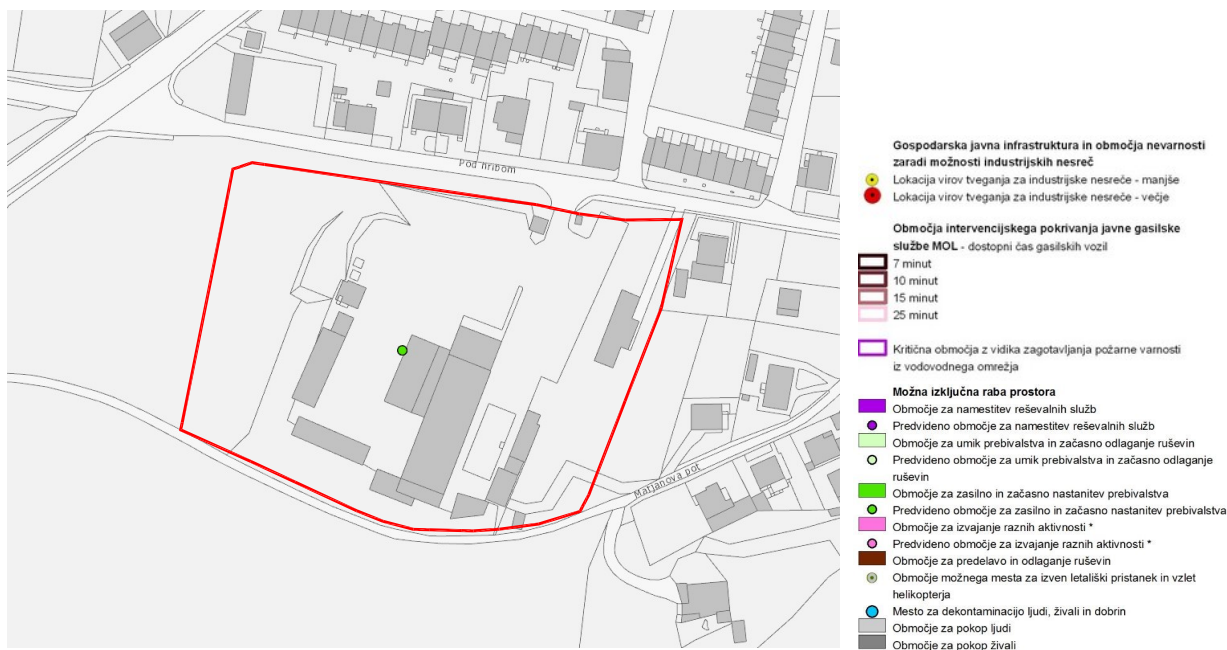 Pod hribom
Marjanova pot
Gospodarska javna infrastruktura in območja nevarnosti
zaradi možnosti industrijskih nesreč
Lokacija virov tveganja za industrijske nesreče - manjše
Lokacija virov tveganja za industrijske nesreče - večje
Območja intervencijskega pokrivanja javne gasilske
službe MOL - dostopni čas gasilskih vozil
7 minut
10 minut
15 minut
25 minut
Kritična območja z vidika zagotavljanja požarne varnosti
iz vodovodnega omrežja
Možna izključna raba prostora
Območje za namestitev reševalnih služb
Predvideno območje za namestitev reševalnih služb
Območje za umik prebivalstva in začasno odlaganje ruševin
Predvideno območje za umik prebivalstva in začasno odlaganje
ruševin
Območje za zasilno in začasno nastanitev prebivalstva
Predvideno območje za zasilno in začasno nastanitev prebivalstva
Območje za izvajanje raznih aktivnosti *
Predvideno območje za izvajanje raznih aktivnosti *
Območje za predelavo in odlaganje ruševin
Območje možnega mesta za izven letališki pristanek in vzlet
helikopterja
Mesto za dekontaminacijo ljudi, živali in dobrin
Območje za pokop ljudi
Območje za pokop živali